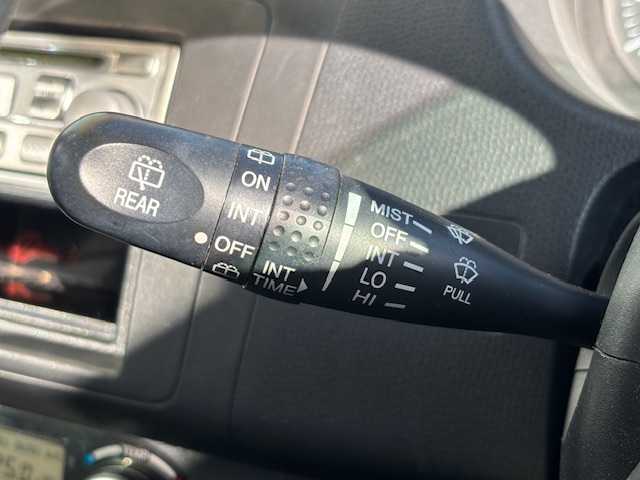 REAR
ON
INT
OFF
INT
TIME
MIST
OFF
INT
LO
HI
PULL